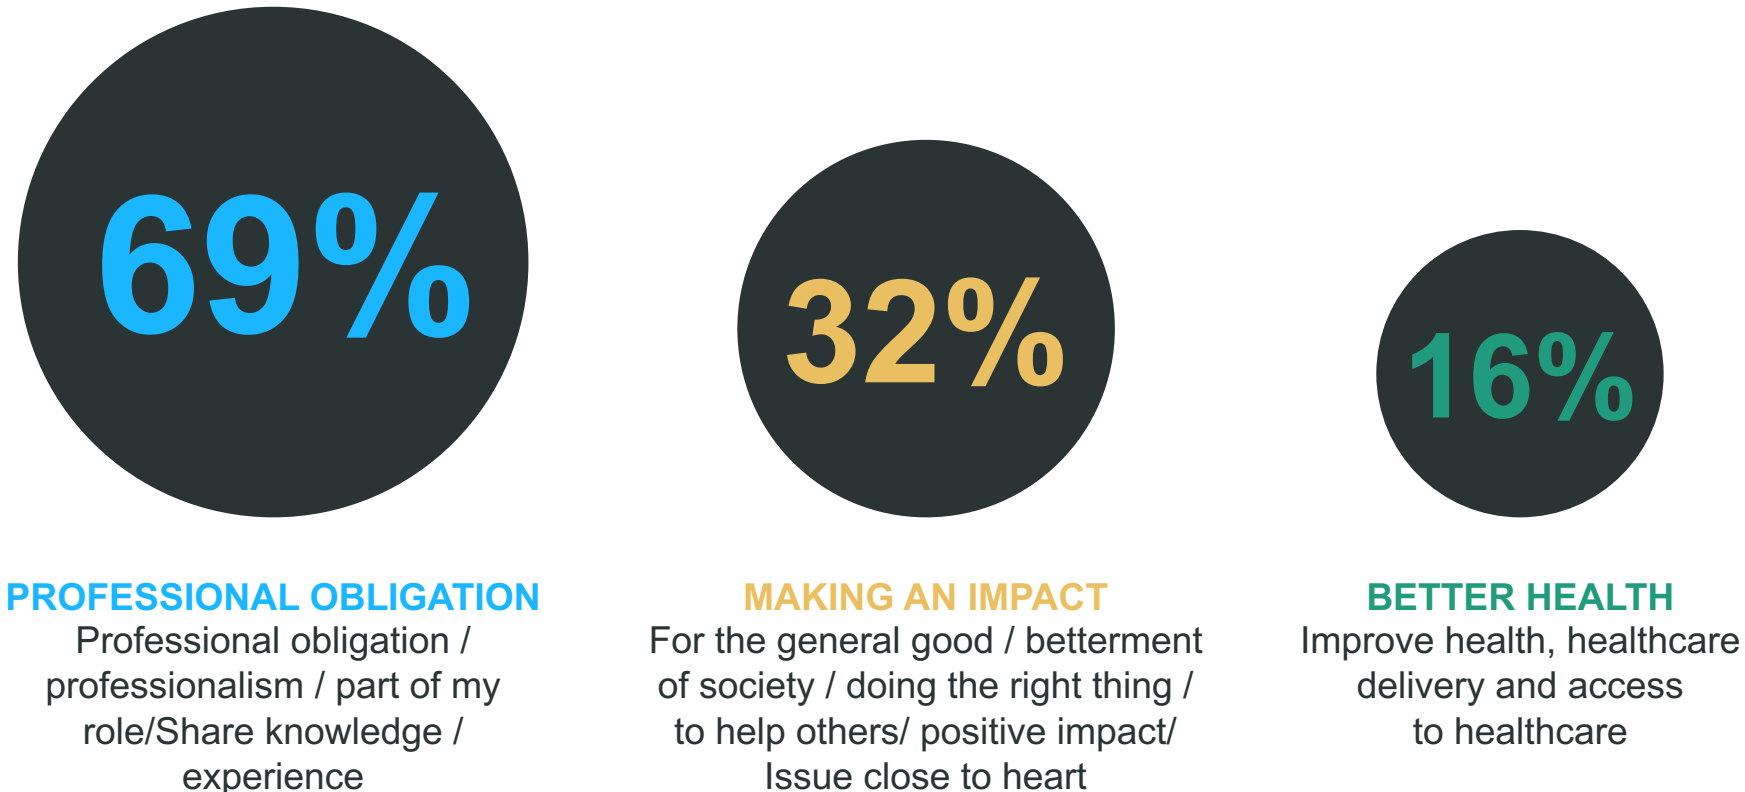 69%
32%
16%
PROFESSIONAL OBLIGATION
Professional obligation /
professionalism / part of my
role/Share knowledge /
experience
MAKING AN IMPACT
For the general good / betterment
of society / doing the right thing /
to help others/ positive impact/
Issue close to heart
BETTER HEALTH
Improve health, healthcare
delivery and access
to healthcare